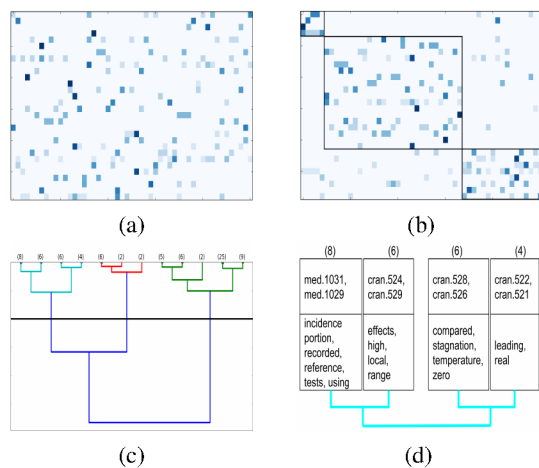 (a)
(b)
(8) (6) (6) (4) (6) (2) (2) (5) (6) (2) (25) (9)
(c)
(8) (6) (6) (4)
med.1031,
med.1029
cran.524,
cran.529
cran.528,
cran.526
cran.522,
cran.521
incidence
portion,
recorded,
reference,
tests, using
effects,
high,
local,
range
compared,
stagnation,
temperature,
zero
leading,
real
(d)